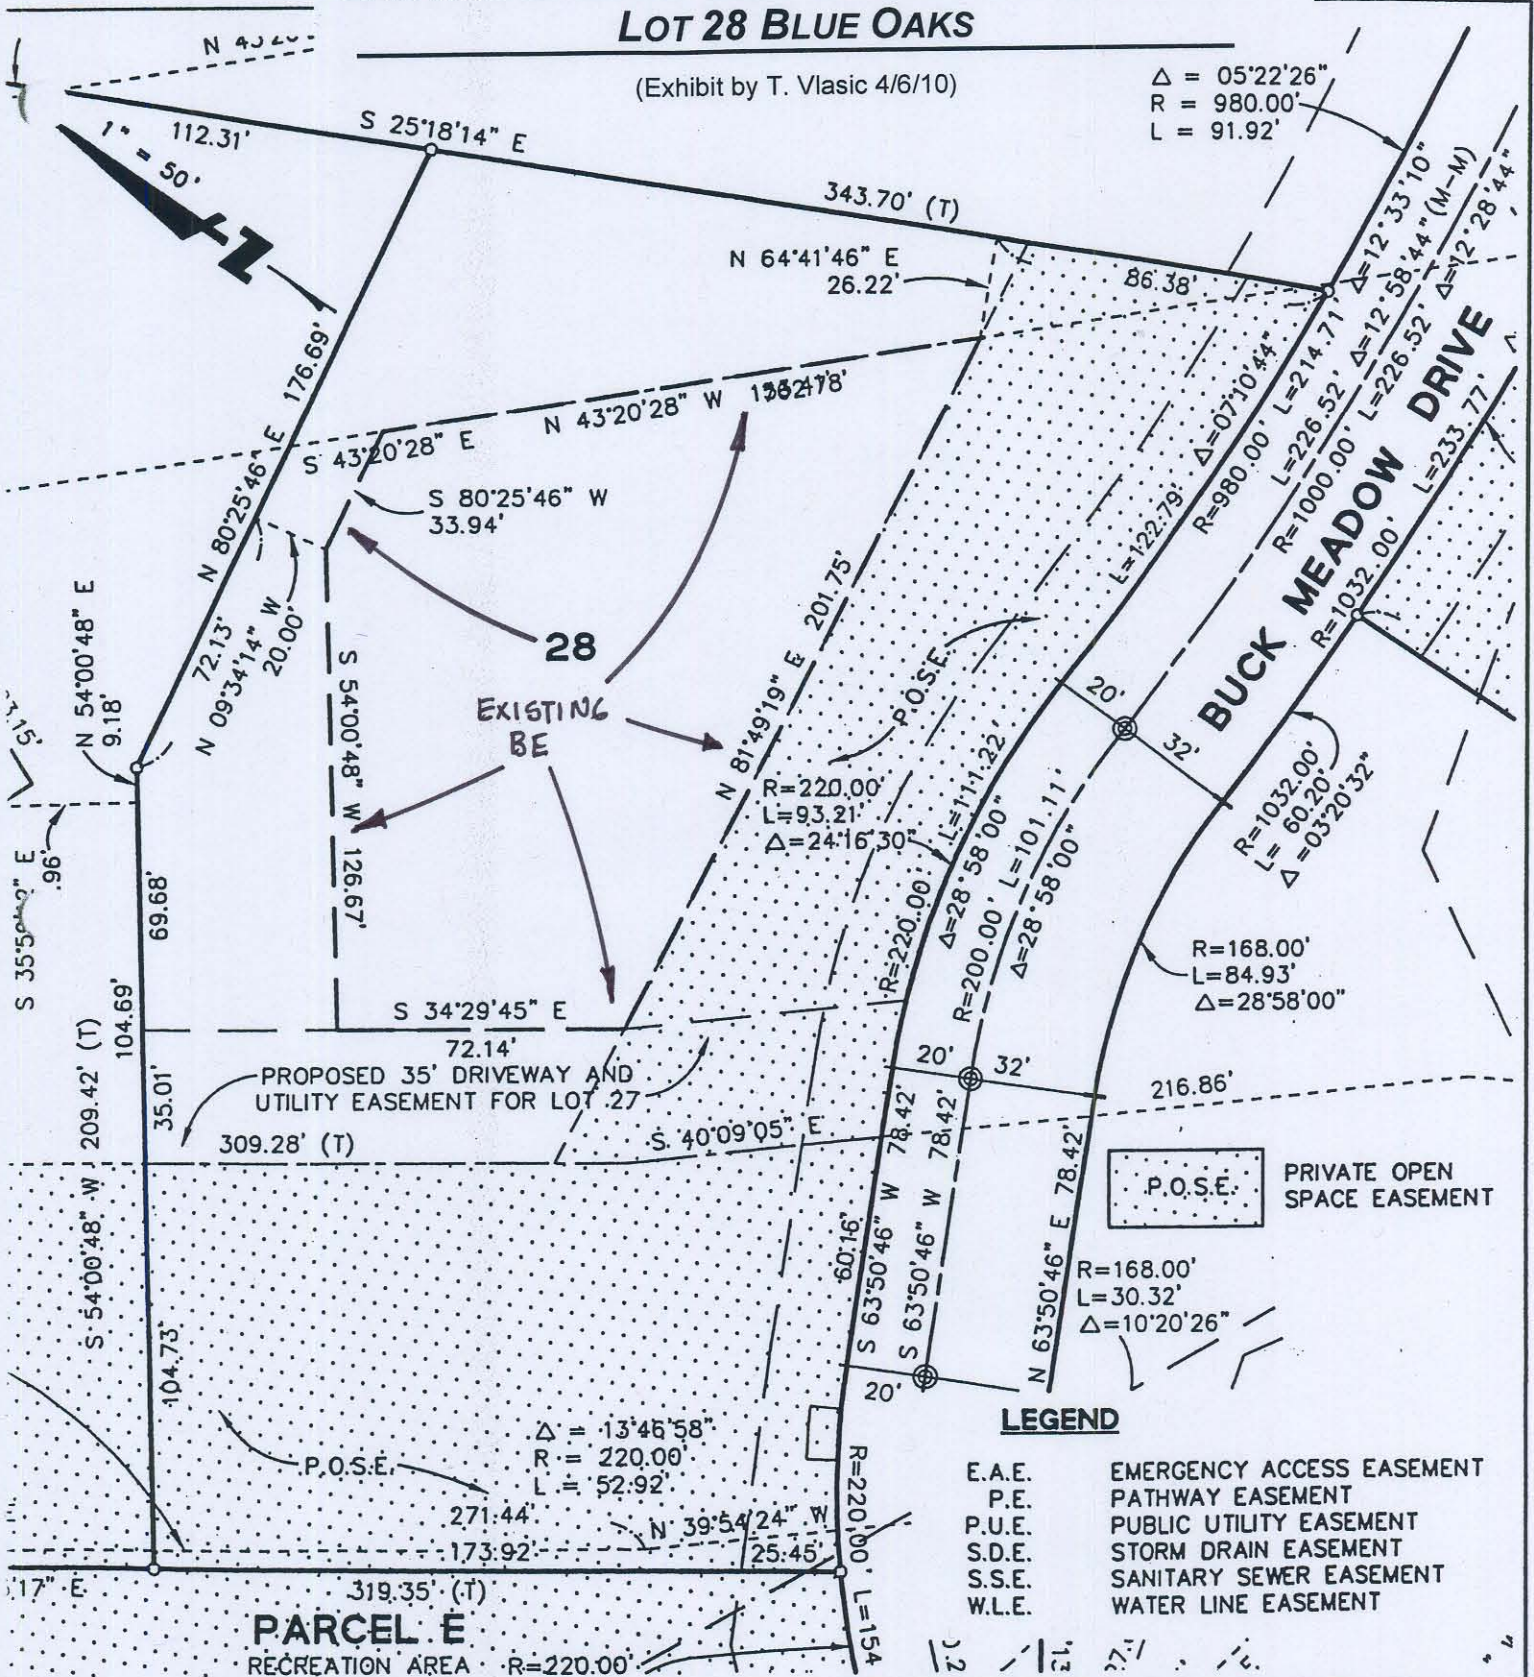 LOT 28 BLUE OAKS
(Exhibit by T. Vlasic 4/6/10)
Δ = 05°22'26"
R = 980.00'
L = 91.92'
1" = 50'
N
112.31'
S 25°18'14" E
343.70' (T)
N 64°41'46" E
26.22'
86.38'
Δ=12°33'10"
L=214.71'
R=980.00'
Δ=12°58'44" (M-M)
L=226.52'
R=1000.00'
Δ=12°28'44"
L=226.52'
BUCK MEADOW DRIVE
L=233.77'
R=1032.00'
Δ=07°10'44"
L=122.79'
176.69'
N 80°25'46" E
72.13'
S 43°20'28" E
N 43°20'28" W
S 80°25'46" W
33.94'
N 09°34'14" W
20.00'
N 54°00'48" E
9.18'
28
EXISTING
BE
S 54°00'48" W 126.67'
N 81°49'19" E 201.75'
P.O.S.E.
R=220.00'
L=93.21'
Δ=24°16'30"
L=111.22'
Δ=28°58'00"
R=220.00'
20'
32'
R=1032.00'
L= 60.20'
Δ =03°20'32"
R=200.00' L=101.11'
Δ=28°58'00"
R=168.00'
L=84.93'
Δ=28°58'00"
.96'
69.68'
104.69'
S 54°00'48" W 209.42' (T)
35.01'
104.73'
S 34°29'45" E
72.14'
PROPOSED 35' DRIVEWAY AND
UTILITY EASEMENT FOR LOT 27
309.28' (T)
S 40°09'05" E
20'
32'
216.86'
S 63°50'46" W 78.42'
60.16'
S 63°50'46" W 78.42'
N 63°50'46" E 78.42'
P.O.S.E.
PRIVATE OPEN
SPACE EASEMENT
R=168.00'
L=30.32'
Δ=10°20'26"
20'
P.O.S.E.
Δ = 13°46'58"
R = 220.00'
L = 52.92'
271.44'
N 39°54'24" W
173.92'
25.45'
R=220.00' L=154
17" E
319.35' (T)
PARCEL E
RECREATION AREA
R=220.00'
LEGEND
E.A.E. EMERGENCY ACCESS EASEMENT
P.E. PATHWAY EASEMENT
P.U.E. PUBLIC UTILITY EASEMENT
S.D.E. STORM DRAIN EASEMENT
S.S.E. SANITARY SEWER EASEMENT
W.L.E. WATER LINE EASEMENT